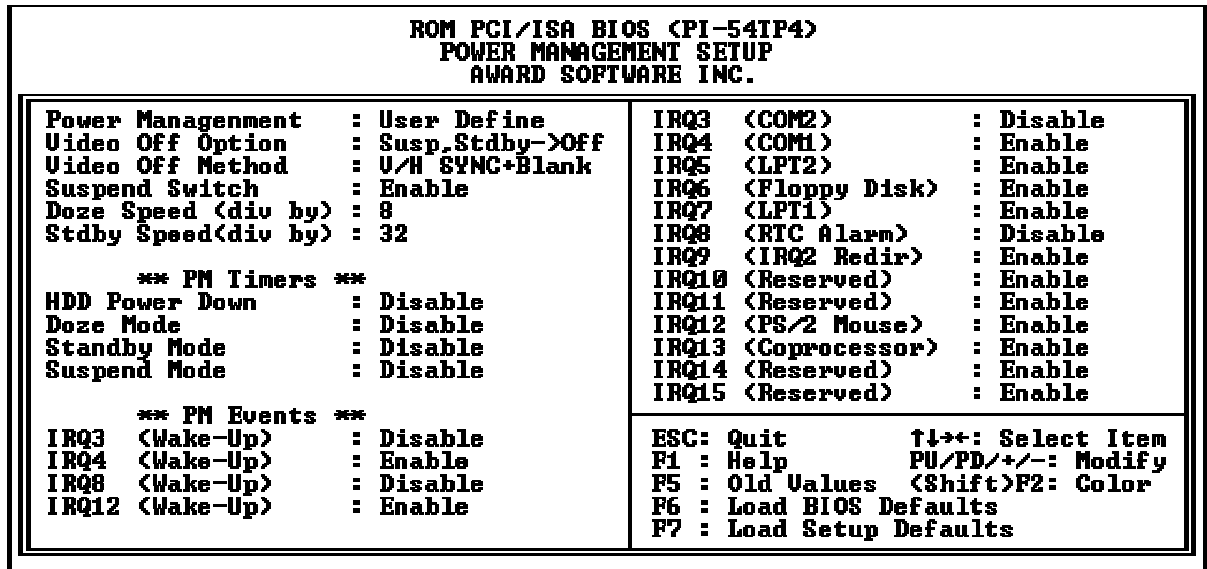 ROM PCI/ISA BIOS (PI-54TP4)
POWER MANAGEMENT SETUP
AWARD SOFTWARE INC.
Power Managenment : User Define
Video Off Option : Susp,Stdby->Off
Video Off Method : V/H SYNC+Blank
Suspend Switch : Enable
Doze Speed (div by) : 8
Stdby Speed(div by) : 32
** PM Timers **
HDD Power Down : Disable
Doze Mode : Disable
Standby Mode : Disable
Suspend Mode : Disable
** PM Events **
IRQ3 (Wake-Up) : Disable
IRQ4 (Wake-Up) : Enable
IRQ8 (Wake-Up) : Disable
IRQ12 (Wake-Up) : Enable
IRQ3 (COM2) : Disable
IRQ4 (COM1) : Enable
IRQ5 (LPT2) : Enable
IRQ6 (Floppy Disk) : Enable
IRQ7 (LPT1) : Enable
IRQ8 (RTC Alarm) : Disable
IRQ9 (IRQ2 Redir) : Enable
IRQ10 (Reserved) : Enable
IRQ11 (Reserved) : Enable
IRQ12 (PS/2 Mouse) : Enable
IRQ13 (Coprocessor) : Enable
IRQ14 (Reserved) : Enable
IRQ15 (Reserved) : Enable
ESC: Quit ↑↓→←: Select Item
F1 : Help PU/PD/+/-: Modify
F5 : Old Values (Shift)F2: Color
F6 : Load BIOS Defaults
F7 : Load Setup Defaults